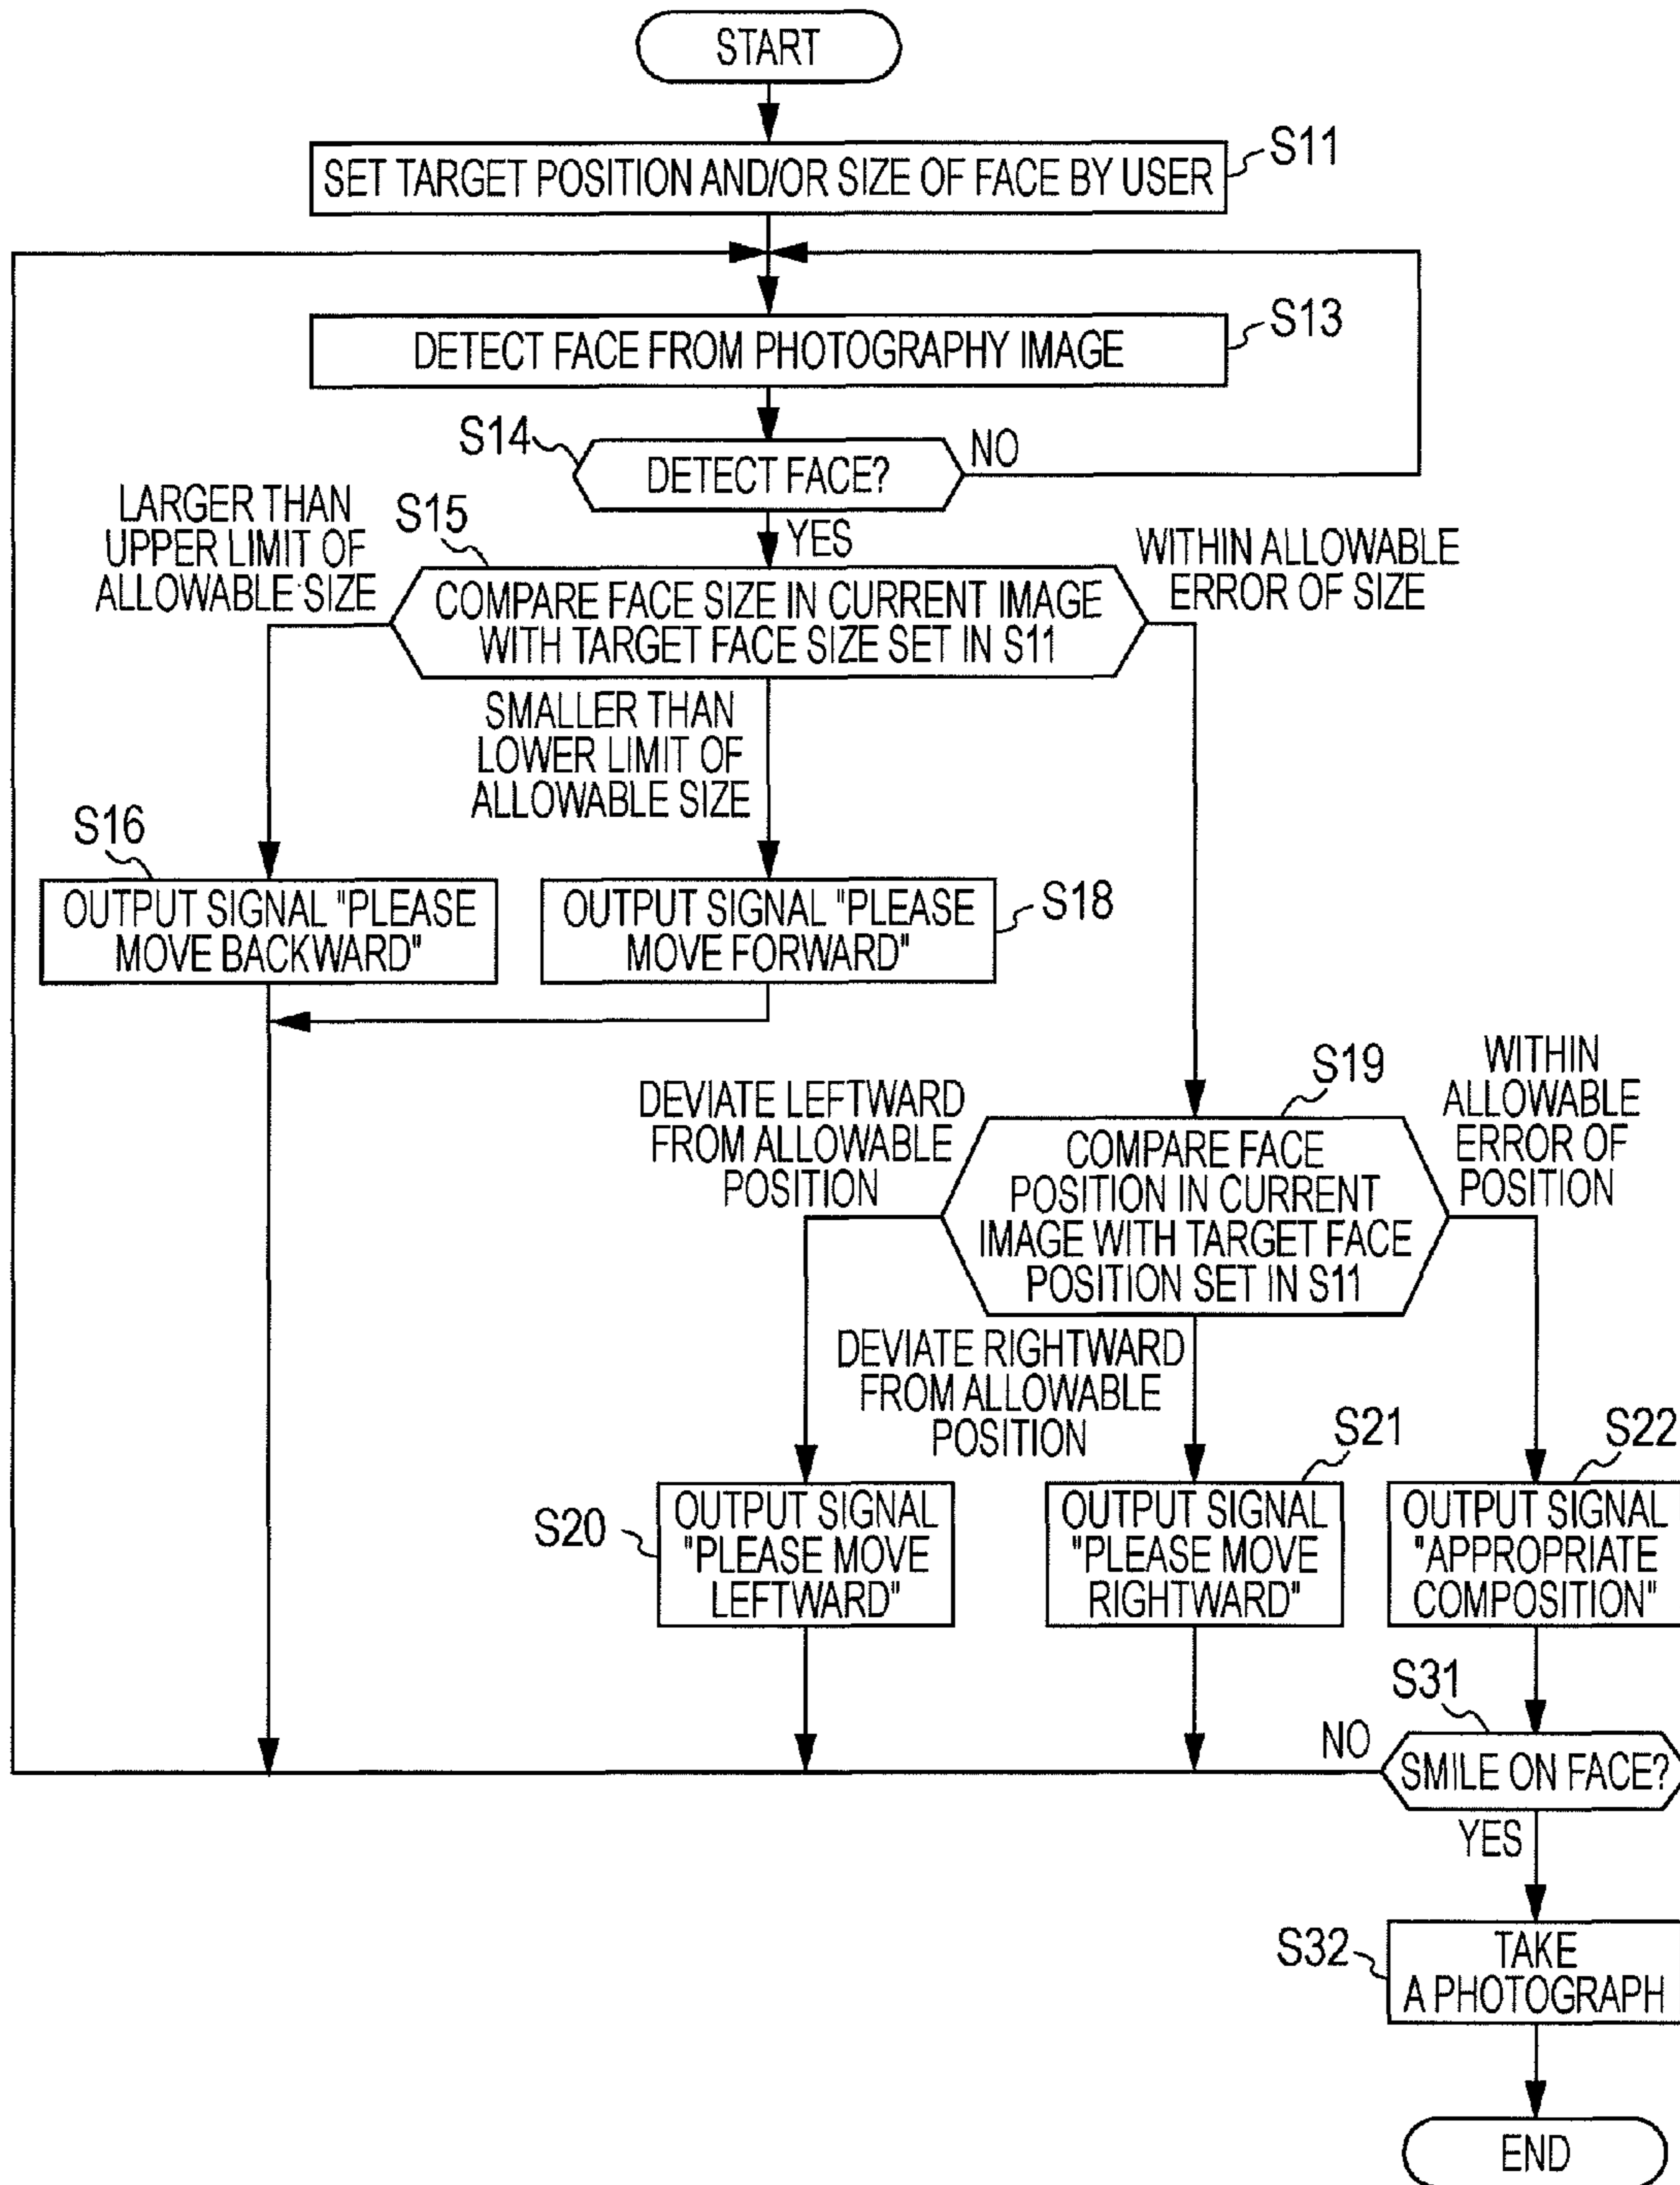 START
S11
SET TARGET POSITION AND/OR SIZE OF FACE BY USER
S13
DETECT FACE FROM PHOTOGRAPHY IMAGE
S14
DETECT FACE?
NO
YES
LARGER THAN
UPPER LIMIT OF
ALLOWABLE SIZE
S15
COMPARE FACE SIZE IN CURRENT IMAGE
WITH TARGET FACE SIZE SET IN S11
WITHIN ALLOWABLE
ERROR OF SIZE
SMALLER THAN
LOWER LIMIT OF
ALLOWABLE SIZE
S16
OUTPUT SIGNAL "PLEASE
MOVE BACKWARD"
OUTPUT SIGNAL "PLEASE
MOVE FORWARD"
S18
DEVIATE LEFTWARD
FROM ALLOWABLE
POSITION
S19
COMPARE FACE
POSITION IN CURRENT
IMAGE WITH TARGET FACE
POSITION SET IN S11
WITHIN
ALLOWABLE
ERROR OF
POSITION
DEVIATE RIGHTWARD
FROM ALLOWABLE
POSITION
S20
OUTPUT SIGNAL
"PLEASE MOVE
LEFTWARD"
S21
OUTPUT SIGNAL
"PLEASE MOVE
RIGHTWARD"
S22
OUTPUT SIGNAL
"APPROPRIATE
COMPOSITION"
S31
SMILE ON FACE?
NO
YES
S32
TAKE
A PHOTOGRAPH
END